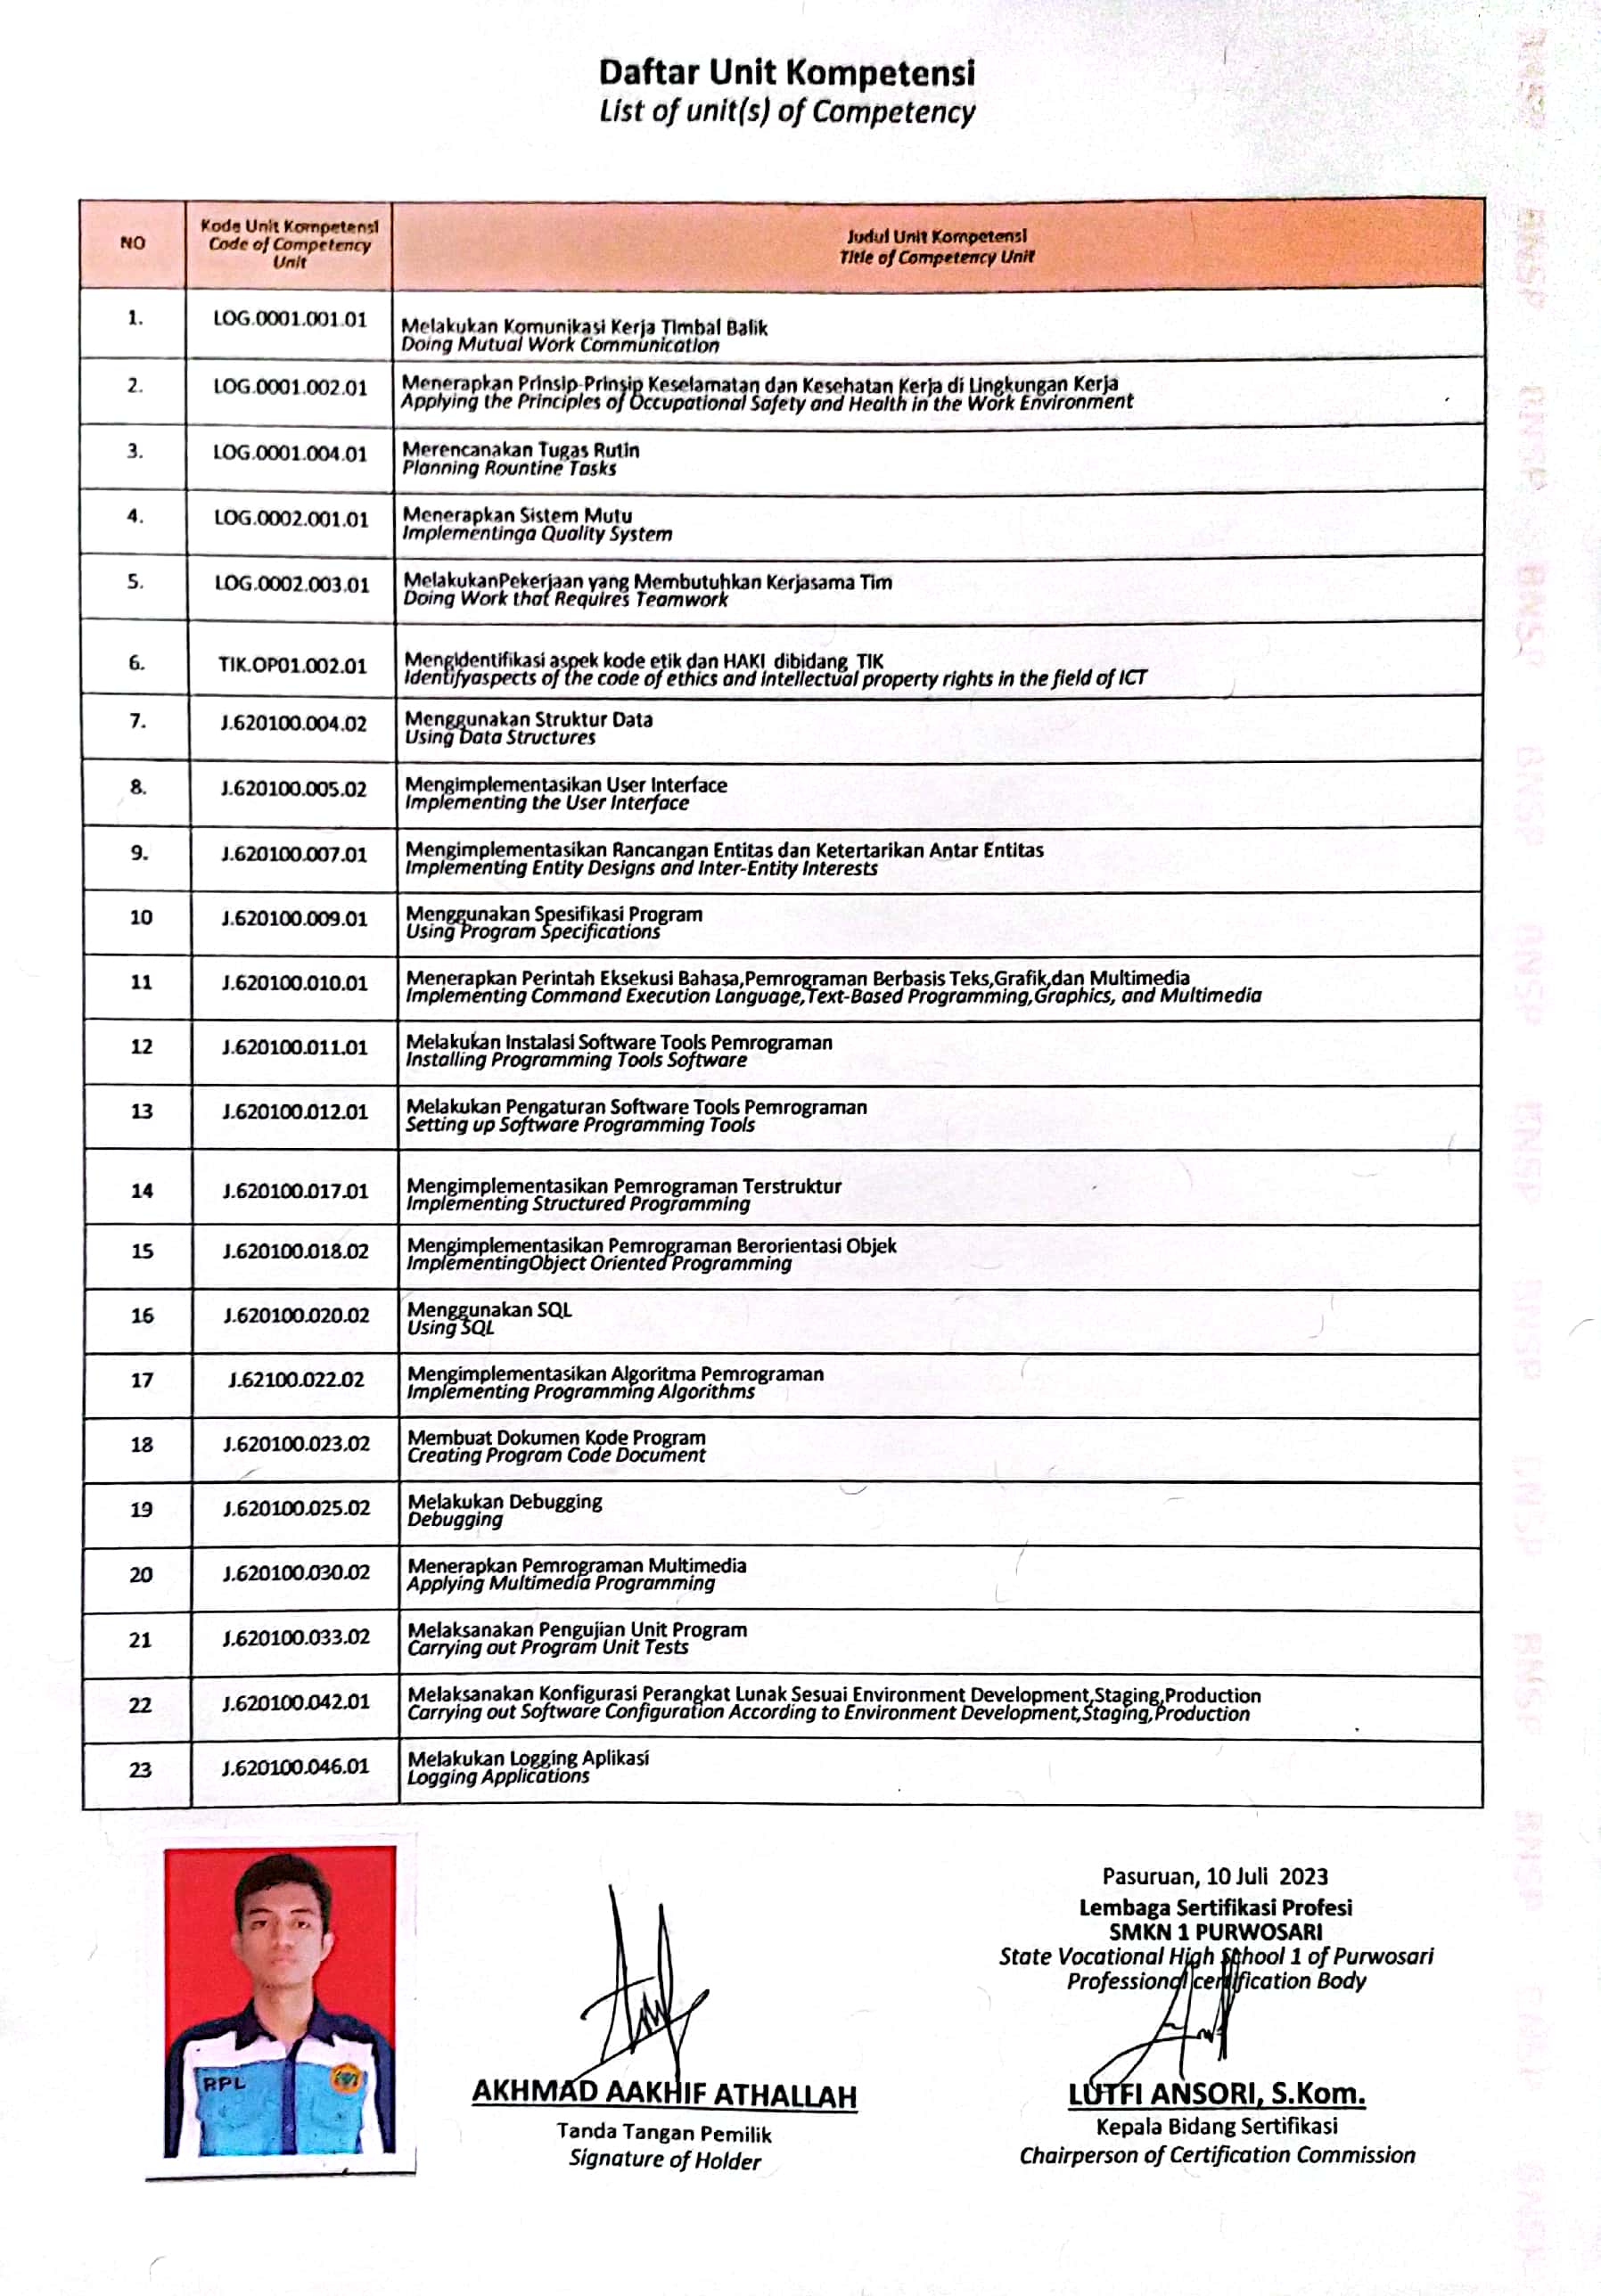 Daftar Unit Kompetensi
List of unit(s) of Competency
NO
Kode Unit Kompetensi
Code of Competency
Unit
Judul Unit Kompetensi
Title of Competency Unit
1.
LOG.0001.001.01
Melakukan Komunikasi Kerja Timbal Balik
Doing Mutual Work Communication
2.
LOG.0001.002.01
Menerapkan Prinsip-Prinsip Keselamatan dan Kesehatan Kerja di Lingkungan Kerja
Applying the Principles of Occupational Safety and Health in the Work Environment
3.
LOG.0001.004.01
Merencanakan Tugas Rutin
Planning Rountine Tasks
4.
LOG.0002.001.01
Menerapkan Sistem Mutu
Implementinga Quality System
5.
LOG.0002.003.01
MelakukanPekerjaan yang Membutuhkan Kerjasama Tim
Doing Work that Requires Teamwork
6.
TIK.OP01.002.01
Mengidentifikasi aspek kode etik dan HAKI dibidang TIK
Identifyaspects of the code of ethics and intellectual property rights in the field of ICT
7.
J.620100.004.02
Menggunakan Struktur Data
Using Data Structures
8.
J.620100.005.02
Mengimplementasikan User Interface
Implementing the User Interface
9.
J.620100.007.01
Mengimplementasikan Rancangan Entitas dan Ketertarikan Antar Entitas
Implementing Entity Designs and Inter-Entity Interests
10
J.620100.009.01
Menggunakan Spesifikasi Program
Using Program Specifications
11
J.620100.010.01
Menerapkan Perintah Eksekusi Bahasa,Pemrograman Berbasis Teks,Grafik,dan Multimedia
Implementing Command Execution Language,Text-Based Programming,Graphics, and Multimedia
12
J.620100.011.01
Melakukan Instalasi Software Tools Pemrograman
Installing Programming Tools Software
13
J.620100.012.01
Melakukan Pengaturan Software Tools Pemrograman
Setting up Software Programming Tools
14
J.620100.017.01
Mengimplementasikan Pemrograman Terstruktur
Implementing Structured Programming
15
J.620100.018.02
Mengimplementasikan Pemrograman Berorientasi Objek
ImplementingObject Oriented Programming
16
J.620100.020.02
Menggunakan SQL
Using SQL
17
J.62100.022.02
Mengimplementasikan Algoritma Pemrograman
Implementing Programming Algorithms
18
J.620100.023.02
Membuat Dokumen Kode Program
Creating Program Code Document
19
J.620100.025.02
Melakukan Debugging
Debugging
20
J.620100.030.02
Menerapkan Pemrograman Multimedia
Applying Multimedia Programming
21
J.620100.033.02
Melaksanakan Pengujian Unit Program
Carrying out Program Unit Tests
22
J.620100.042.01
Melaksanakan Konfigurasi Perangkat Lunak Sesuai Environment Development,Staging,Production
Carrying out Software Configuration According to Environment Development,Staging,Production
23
J.620100.046.01
Melakukan Logging Aplikasi
Logging Applications
RPL
AKHMAD AAKHIF ATHALLAH
Tanda Tangan Pemilik
Signature of Holder
Pasuruan, 10 Juli 2023
Lembaga Sertifikasi Profesi
SMKN 1 PURWOSARI
State Vocational High School 1 of Purwosari
Professional certification Body
LUTFI ANSORI, S.Kom.
Kepala Bidang Sertifikasi
Chairperson of Certification Commission